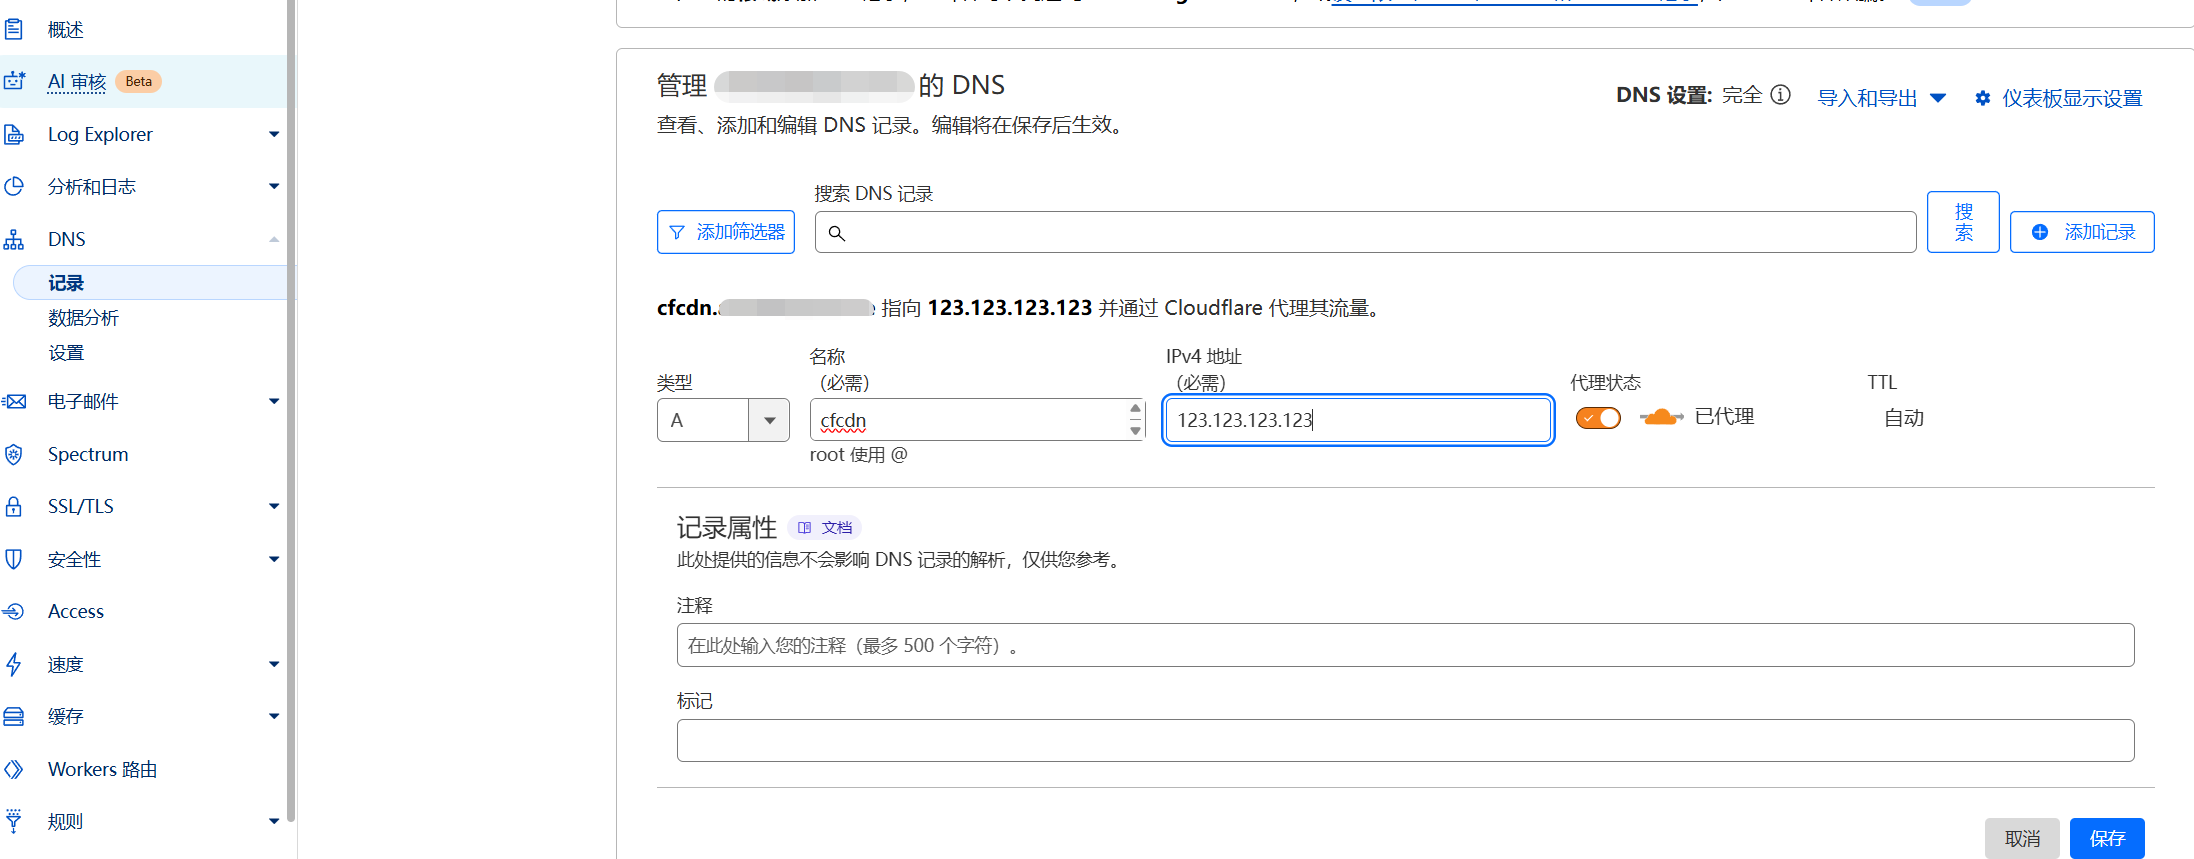 概述
AI 审核 Beta
Log Explorer
分析和日志
DNS
记录
数据分析
设置
电子邮件
Spectrum
SSL/TLS
安全性
Access
速度
缓存
Workers 路由
规则
管理 的 DNS
查看、添加和编辑 DNS 记录。编辑将在保存后生效。
DNS 设置: 完全 导入和导出 仪表板显示设置
搜索 DNS 记录
添加筛选器
搜
索
添加记录
cfcdn. 指向 123.123.123.123 并通过 Cloudflare 代理其流量。
类型
A
名称
（必需）
cfcdn
root 使用 @
IPv4 地址
（必需）
123.123.123.123
代理状态
已代理
TTL
自动
记录属性 文档
此处提供的信息不会影响 DNS 记录的解析，仅供您参考。
注释
在此处输入您的注释（最多 500 个字符）。
标记
取消 保存